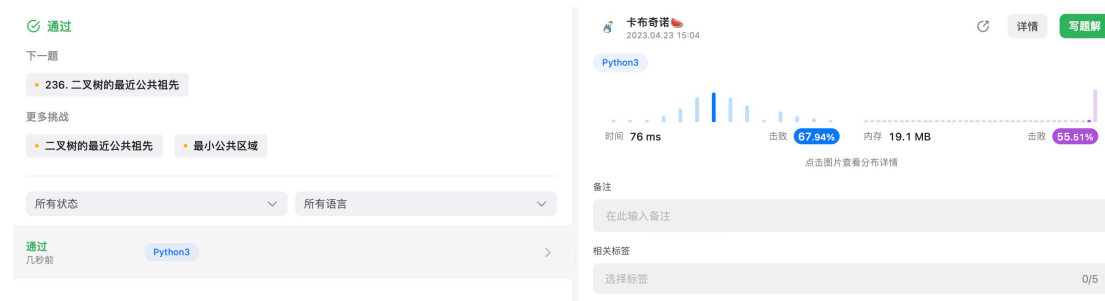 通过
下一题
236. 二叉树的最近公共祖先
更多挑战
二叉树的最近公共祖先 最小公共区域
所有状态 所有语言
通过
几秒前
Python3
卡布奇诺🍉
2023.04.23 15:04
详情 写题解
Python3
时间 76 ms 击败 67.94% 内存 19.1 MB 击败 55.51%
点击图片查看分布详情
备注
在此输入备注
相关标签
选择标签 0/5